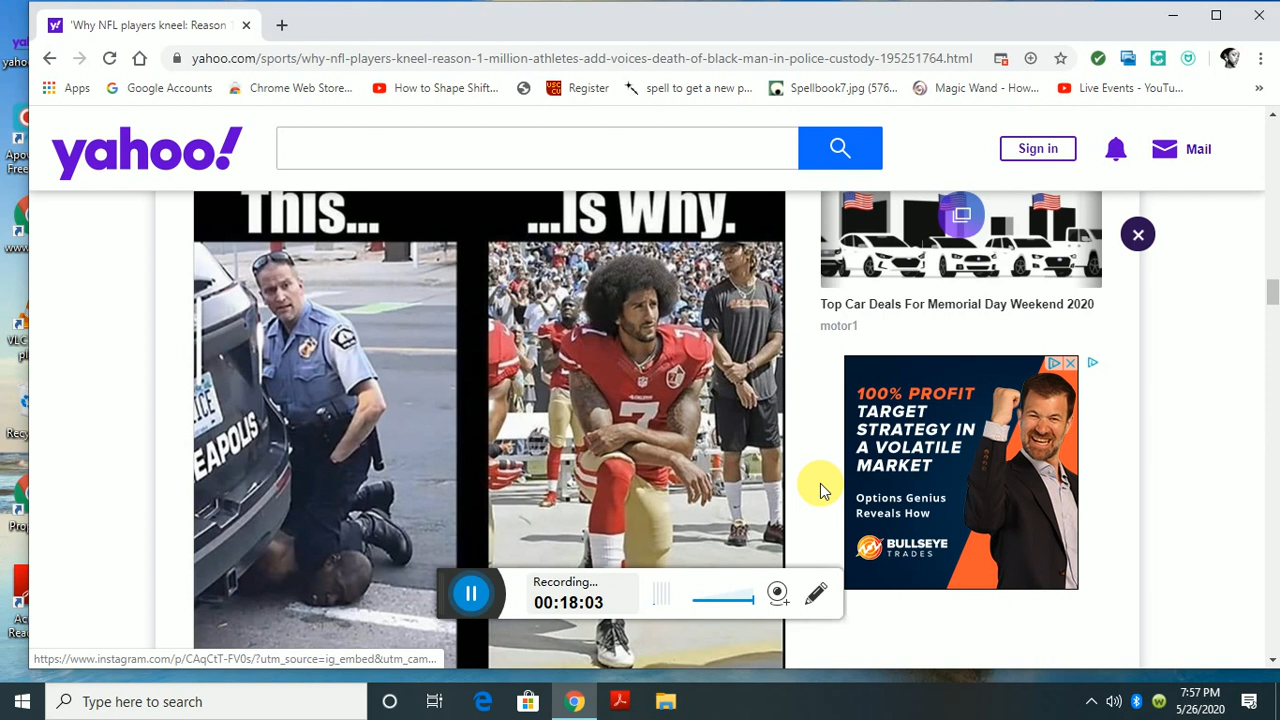 'Why NFL players kneel: Reason
yahoo.com/sports/why-nfl-players-kneel-reason-1-million-athletes-add-voices-death-of-black-man-in-police-custody-195251764.html
Apps Google Accounts Chrome Web Store... How to Shape Shift... Register spell to get a new p... Spellbook7.jpg (576... Magic Wand - How... Live Events - YouTu... »
yahoo!
Sign in
Mail
This... ...Is Why.
Top Car Deals For Memorial Day Weekend 2020
motor1
100% PROFIT
TARGET
STRATEGY IN
A VOLATILE
MARKET
Options Genius
Reveals How
BULLSEYE
TRADES
ICE
EAPOLIS
7
Recording...
00:18:03
https://www.instagram.com/p/CAqCtT-FV0s/?utm_source=ig_embed&utm_cam...
Type here to search
7:57 PM
5/26/2020